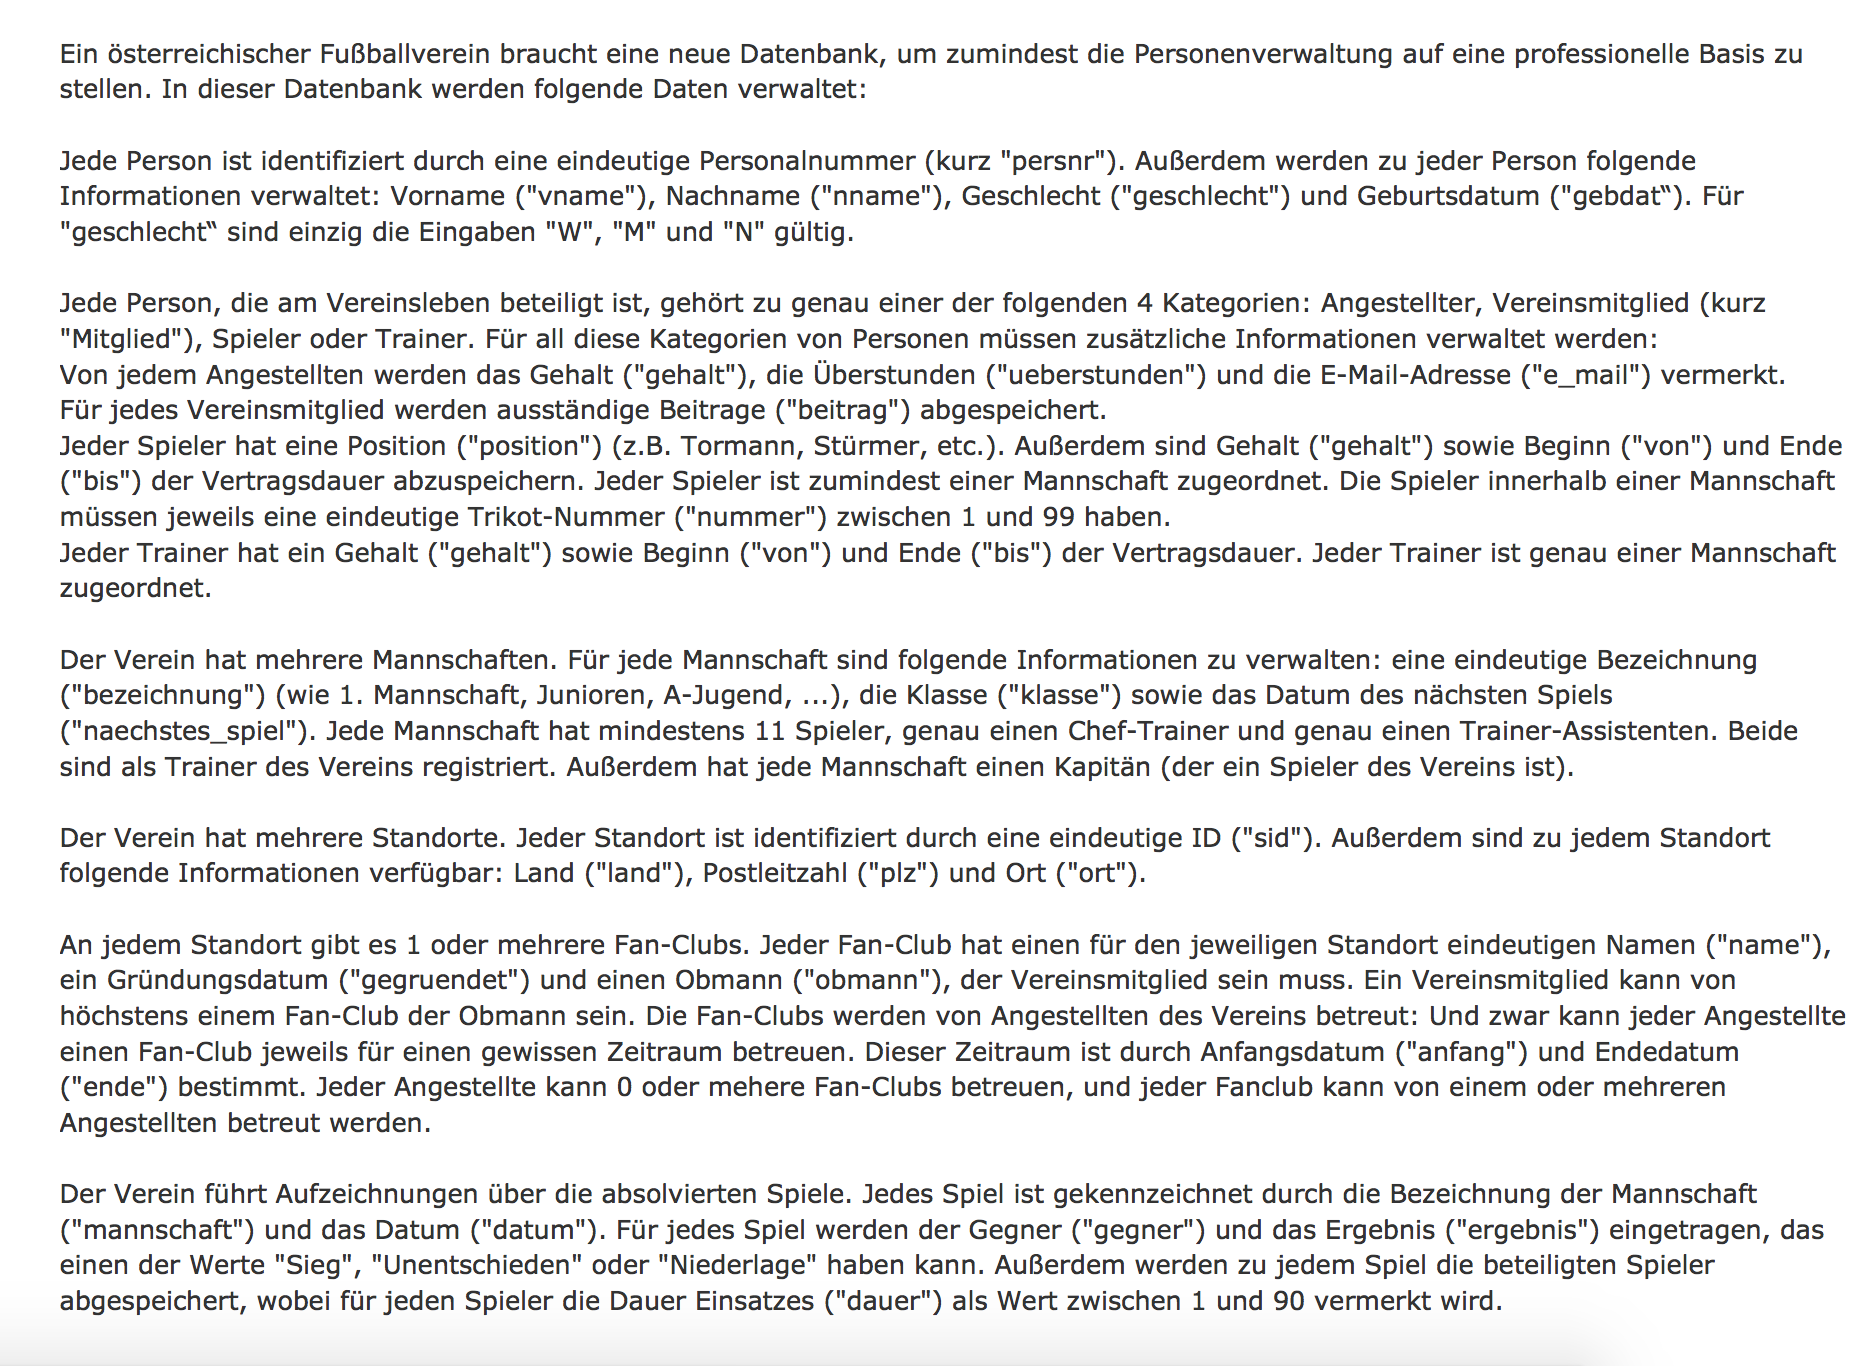 Ein österreichischer Fußballverein braucht eine neue Datenbank, um zumindest die Personenverwaltung auf eine professionelle Basis zu
stellen. In dieser Datenbank werden folgende Daten verwaltet:
Jede Person ist identifiziert durch eine eindeutige Personalnummer (kurz "persnr"). Außerdem werden zu jeder Person folgende
Informationen verwaltet: Vorname ("vname"), Nachname ("nname"), Geschlecht ("geschlecht") und Geburtsdatum ("gebdat“). Für
"geschlecht“ sind einzig die Eingaben "W", "M" und "N" gültig.
Jede Person, die am Vereinsleben beteiligt ist, gehört zu genau einer der folgenden 4 Kategorien: Angestellter, Vereinsmitglied (kurz
"Mitglied"), Spieler oder Trainer. Für all diese Kategorien von Personen müssen zusätzliche Informationen verwaltet werden:
Von jedem Angestellten werden das Gehalt ("gehalt"), die Überstunden ("ueberstunden") und die E-Mail-Adresse ("e_mail") vermerkt.
Für jedes Vereinsmitglied werden ausständige Beitrage ("beitrag") abgespeichert.
Jeder Spieler hat eine Position ("position") (z.B. Tormann, Stürmer, etc.). Außerdem sind Gehalt ("gehalt") sowie Beginn ("von") und Ende
("bis") der Vertragsdauer abzuspeichern. Jeder Spieler ist zumindest einer Mannschaft zugeordnet. Die Spieler innerhalb einer Mannschaft
müssen jeweils eine eindeutige Trikot-Nummer ("nummer") zwischen 1 und 99 haben.
Jeder Trainer hat ein Gehalt ("gehalt") sowie Beginn ("von") und Ende ("bis") der Vertragsdauer. Jeder Trainer ist genau einer Mannschaft
zugeordnet.
Der Verein hat mehrere Mannschaften. Für jede Mannschaft sind folgende Informationen zu verwalten: eine eindeutige Bezeichnung
("bezeichnung") (wie 1. Mannschaft, Junioren, A-Jugend, ...), die Klasse ("klasse") sowie das Datum des nächsten Spiels
("naechstes_spiel"). Jede Mannschaft hat mindestens 11 Spieler, genau einen Chef-Trainer und genau einen Trainer-Assistenten. Beide
sind als Trainer des Vereins registriert. Außerdem hat jede Mannschaft einen Kapitän (der ein Spieler des Vereins ist).
Der Verein hat mehrere Standorte. Jeder Standort ist identifiziert durch eine eindeutige ID ("sid"). Außerdem sind zu jedem Standort
folgende Informationen verfügbar: Land ("land"), Postleitzahl ("plz") und Ort ("ort").
An jedem Standort gibt es 1 oder mehrere Fan-Clubs. Jeder Fan-Club hat einen für den jeweiligen Standort eindeutigen Namen ("name"),
ein Gründungsdatum ("gegruendet") und einen Obmann ("obmann"), der Vereinsmitglied sein muss. Ein Vereinsmitglied kann von
höchstens einem Fan-Club der Obmann sein. Die Fan-Clubs werden von Angestellten des Vereins betreut: Und zwar kann jeder Angestellte
einen Fan-Club jeweils für einen gewissen Zeitraum betreuen. Dieser Zeitraum ist durch Anfangsdatum ("anfang") und Endedatum
("ende") bestimmt. Jeder Angestellte kann 0 oder mehere Fan-Clubs betreuen, und jeder Fanclub kann von einem oder mehreren
Angestellten betreut werden.
Der Verein führt Aufzeichnungen über die absolvierten Spiele. Jedes Spiel ist gekennzeichnet durch die Bezeichnung der Mannschaft
("mannschaft") und das Datum ("datum"). Für jedes Spiel werden der Gegner ("gegner") und das Ergebnis ("ergebnis") eingetragen, das
einen der Werte "Sieg", "Unentschieden" oder "Niederlage" haben kann. Außerdem werden zu jedem Spiel die beteiligten Spieler
abgespeichert, wobei für jeden Spieler die Dauer Einsatzes ("dauer") als Wert zwischen 1 und 90 vermerkt wird.